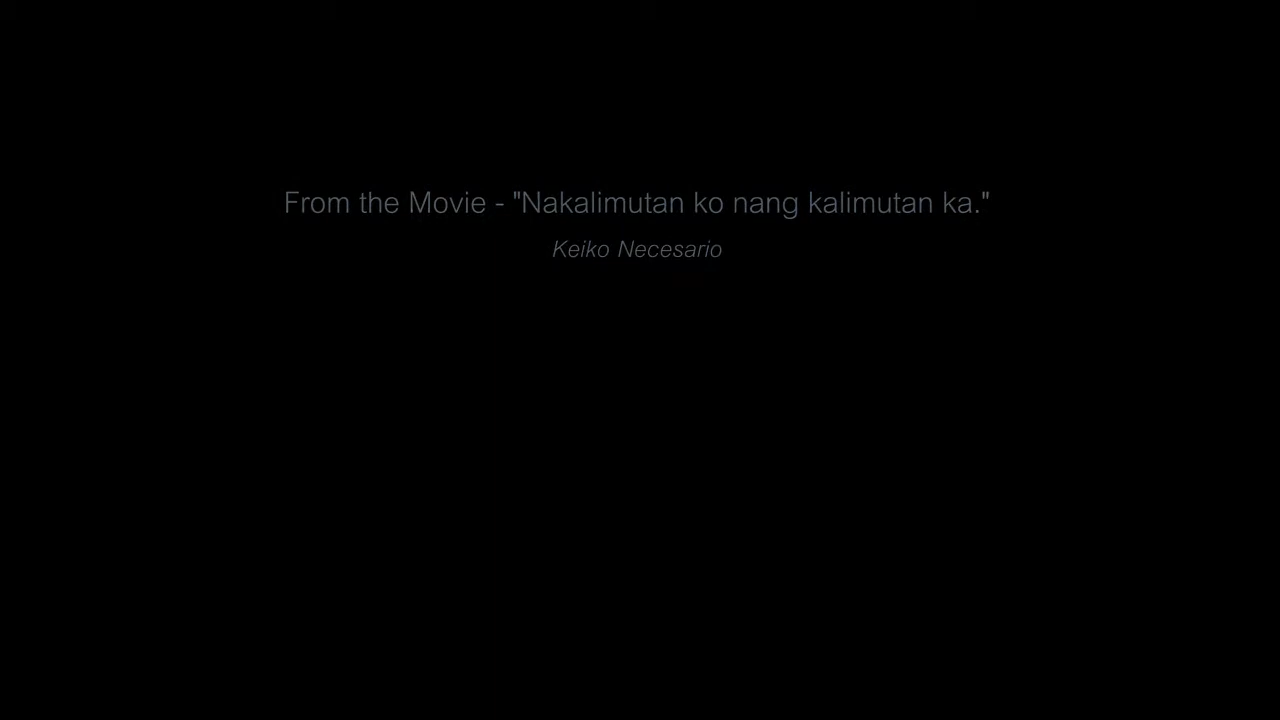 From the Movie - "Nakalimutan ko nang kalimutan ka."
Keiko Necesario